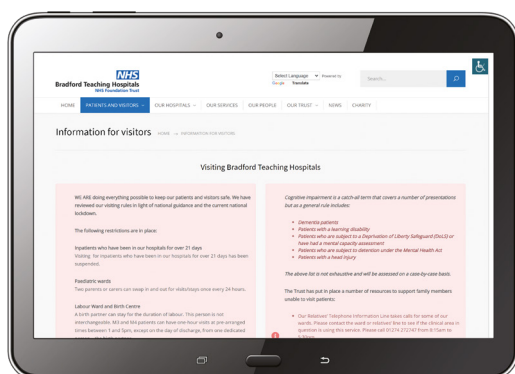 NHS
Bradford Teaching Hospitals
NHS Foundation Trust
Select Language
Powered by
Google Translate
Search...
HOME
PATIENTS AND VISITORS
OUR HOSPITALS
OUR SERVICES
OUR PEOPLE
OUR TRUST
NEWS
CHARITY
Information for visitors
HOME → INFORMATION FOR VISITORS
Visiting Bradford Teaching Hospitals
WE ARE doing everything possible to keep our patients and visitors safe. We have
reviewed our visiting rules in light of national guidance and the current national
lockdown.
The following restrictions are in place:
Inpatients who have been in our hospitals for over 21 days
Visiting for inpatients who have been in our hospitals for over 21 days has been
suspended.
Paediatric wards
Two parents or carers can swap in and out for visits/stays once every 24 hours.
Labour Ward and Birth Centre
A birth partner can stay for the duration of labour. This person is not
interchangeable. M3 and M4 patients can have one hour visits at pre-arranged
times between 1 and 5pm, except on the day of discharge, from one dedicated
Cognitive impairment is a catch-all term that covers a number of presentations
but as a general rule includes:
Dementia patients
Patients with a learning disability
Patients who are subject to a Deprivation of Liberty Safeguard (DoLS) or
have had a mental capacity assessment
Patients who are subject to detention under the Mental Health Act
Patients with a head injury
The above list is not exhaustive and will be assessed on a case-by-case basis.
The Trust has put in place a number of resources to support family members
unable to visit patients:
Our Relatives' Telephone Information Line takes calls for some of our
wards. Please contact the ward or relatives' line to see if the clinical area in
question is using this service. Please call 01274 272747 from 8:15am to